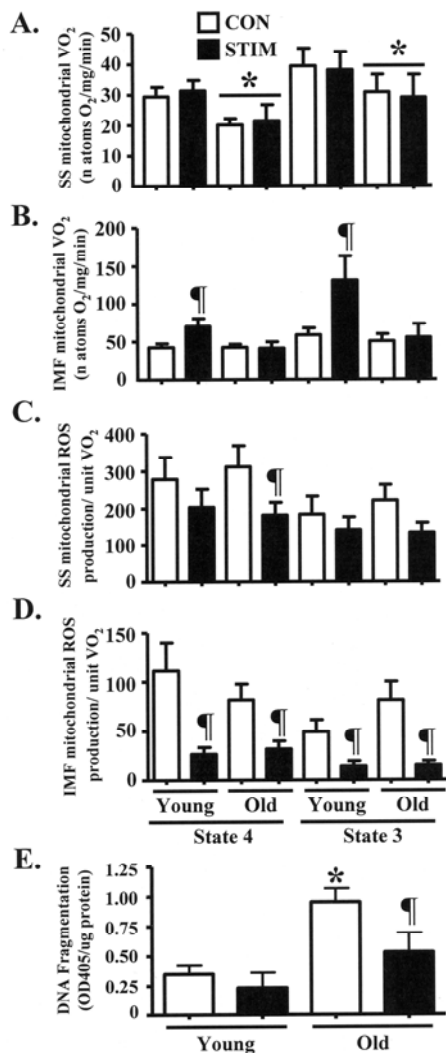 A.
CON
STIM
SS mitochondrial VO₂
(n atoms O₂/mg/min)
50
40
30
20
10
0
*
*
B.
IMF mitochondrial VO₂
(n atoms O₂/mg/min)
200
150
100
50
0
¶
¶
C.
SS mitochondrial ROS
production/ unit VO₂
400
300
200
100
0
¶
D.
IMF mitochondrial ROS
production/ unit VO₂
150
100
50
0
¶
¶
¶
¶
Young
Old
Young
Old
State 4
State 3
E.
DNA Fragmentation
(OD405/ug protein)
1.25
1.00
0.75
0.50
0.25
0
*
¶
Young
Old